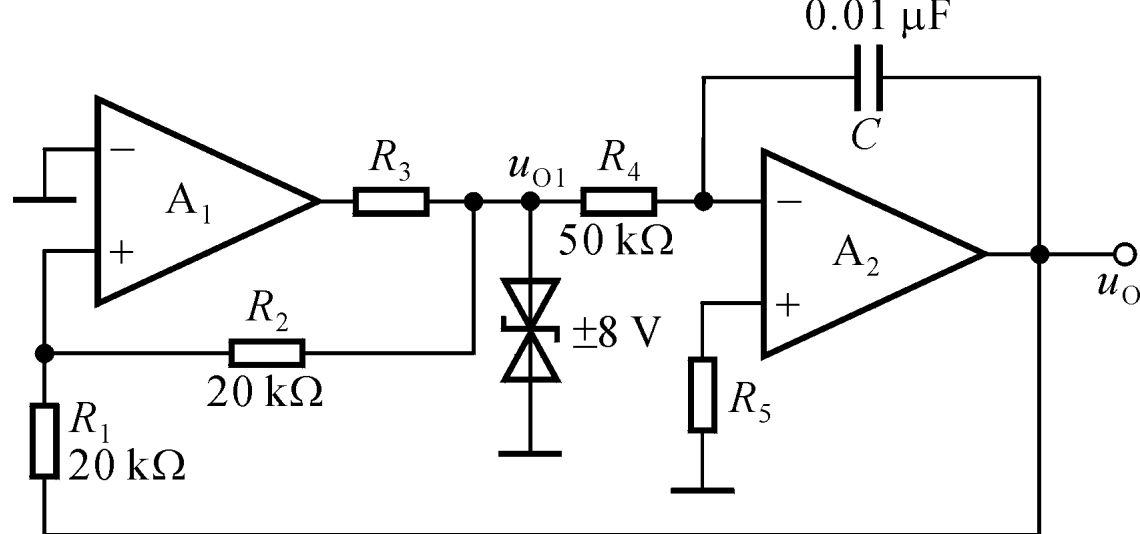 0.01 μF
C
R3
uO1
R4
−
A1
+
50 kΩ
−
A2
+
uO
R2
20 kΩ
±8 V
R1
20 kΩ
R5